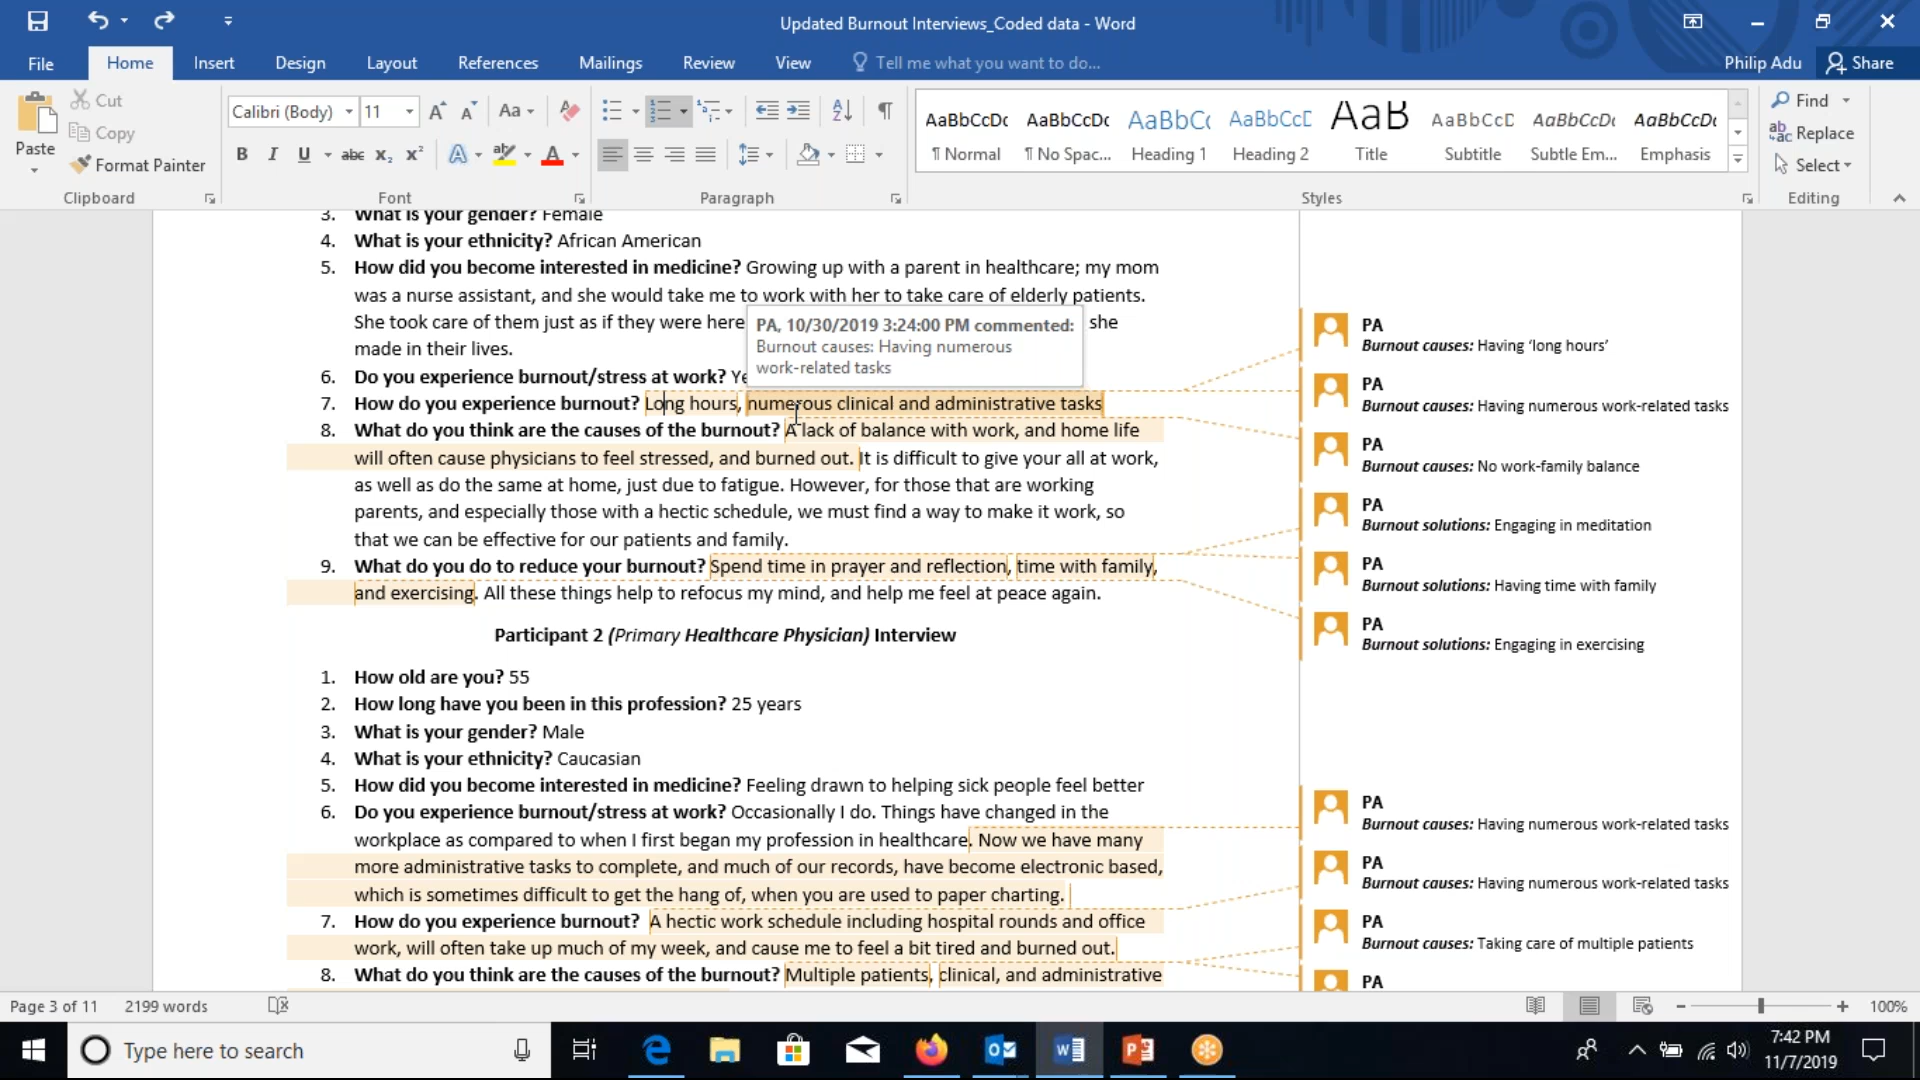 Updated Burnout Interviews_Coded data - Word
File Home Insert Design Layout References Mailings Review View Tell me what you want to do... Philip Adu Share
Paste
Cut
Copy
Format Painter
Clipboard
Calibri (Body) 11
Font
Paragraph
AaBbCcDc AaBbCcDc AaBbC AaBbCcD AaB AaBbCcD AaBbCcDc AaBbCcDc
¶ Normal ¶ No Spac... Heading 1 Heading 2 Title Subtitle Subtle Em... Emphasis
Styles
Find
Replace
Select
Editing
3. What is your gender? Female
4. What is your ethnicity? African American
5. How did you become interested in medicine? Growing up with a parent in healthcare; my mom
was a nurse assistant, and she would take me to work with her to take care of elderly patients.
She took care of them just as if they were here she
made in their lives.
PA, 10/30/2019 3:24:00 PM commented:
Burnout causes: Having numerous
work-related tasks
6. Do you experience burnout/stress at work? Ye
7. How do you experience burnout? Long hours, numerous clinical and administrative tasks
8. What do you think are the causes of the burnout? A lack of balance with work, and home life
will often cause physicians to feel stressed, and burned out. It is difficult to give your all at work,
as well as do the same at home, just due to fatigue. However, for those that are working
parents, and especially those with a hectic schedule, we must find a way to make it work, so
that we can be effective for our patients and family.
9. What do you do to reduce your burnout? Spend time in prayer and reflection, time with family,
and exercising. All these things help to refocus my mind, and help me feel at peace again.
Participant 2 (Primary Healthcare Physician) Interview
1. How old are you? 55
2. How long have you been in this profession? 25 years
3. What is your gender? Male
4. What is your ethnicity? Caucasian
5. How did you become interested in medicine? Feeling drawn to helping sick people feel better
6. Do you experience burnout/stress at work? Occasionally I do. Things have changed in the
workplace as compared to when I first began my profession in healthcare. Now we have many
more administrative tasks to complete, and much of our records, have become electronic based,
which is sometimes difficult to get the hang of, when you are used to paper charting.
7. How do you experience burnout? A hectic work schedule including hospital rounds and office
work, will often take up much of my week, and cause me to feel a bit tired and burned out.
8. What do you think are the causes of the burnout? Multiple patients, clinical, and administrative
PA
Burnout causes: Having ‘long hours’
PA
Burnout causes: Having numerous work-related tasks
PA
Burnout causes: No work-family balance
PA
Burnout solutions: Engaging in meditation
PA
Burnout solutions: Having time with family
PA
Burnout solutions: Engaging in exercising
PA
Burnout causes: Having numerous work-related tasks
PA
Burnout causes: Having numerous work-related tasks
PA
Burnout causes: Taking care of multiple patients
PA
Page 3 of 11 2199 words 100%
Type here to search
7:42 PM
11/7/2019